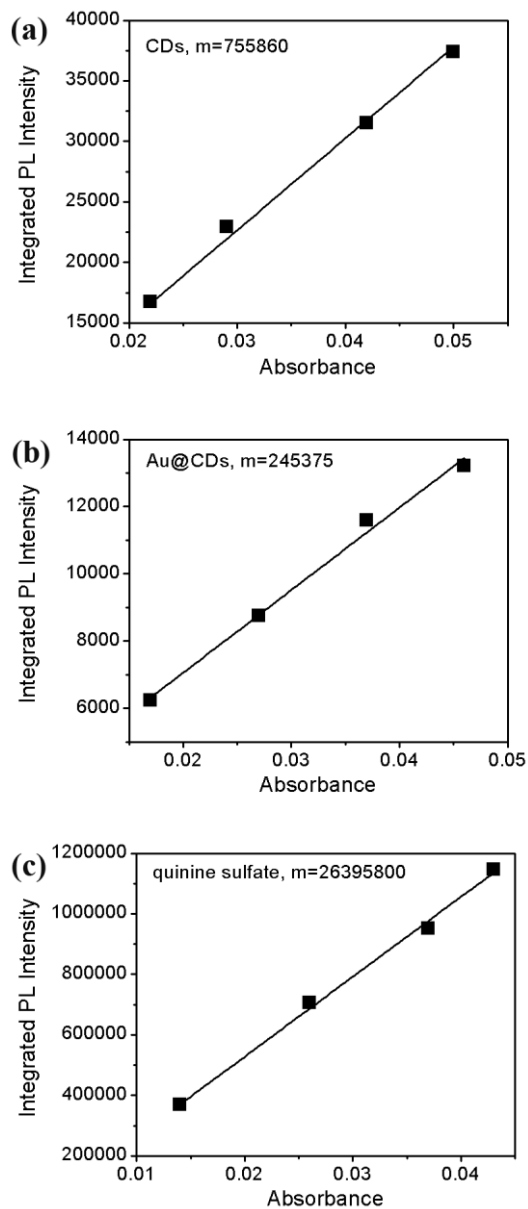 (a)
CDs, m=755860
Integrated PL Intensity
40000
35000
30000
25000
20000
15000
0.02 0.03 0.04 0.05
Absorbance
(b)
Au@CDs, m=245375
Integrated PL Intensity
14000
12000
10000
8000
6000
0.02 0.03 0.04 0.05
Absorbance
(c)
quinine sulfate, m=26395800
Integrated PL Intensity
1200000
1000000
800000
600000
400000
200000
0.01 0.02 0.03 0.04
Absorbance